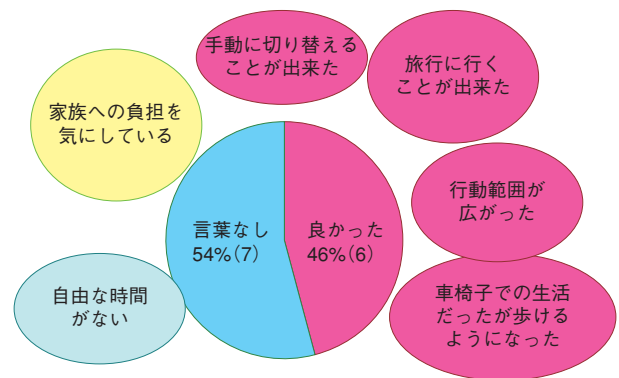 手動に切り替える
ことが出来た
旅行に行く
ことが出来た
家族への負担を
気にしている
行動範囲が
広がった
言葉なし
54%(7)
良かった
46%(6)
自由な時間
がない
車椅子での生活
だったが歩ける
ようになった